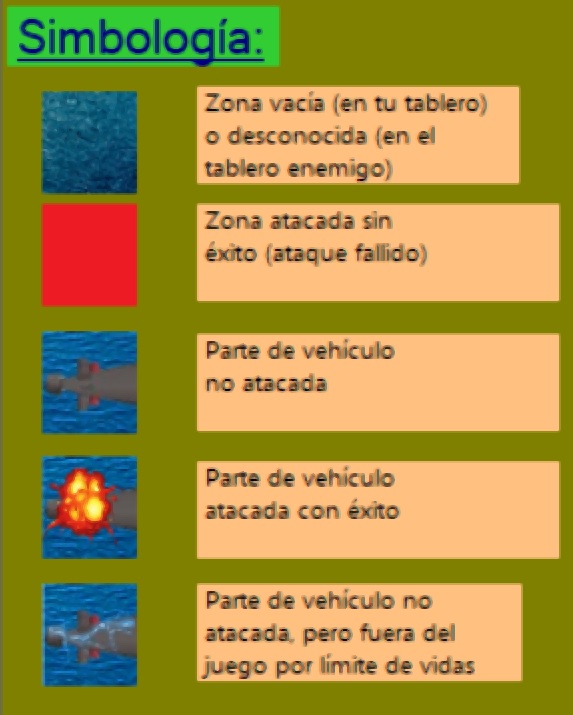 Simbología:
Zona vacía (en tu tablero)
o desconocida (en el
tablero enemigo)
Zona atacada sin
éxito (ataque fallido)
Parte de vehículo
no atacada
Parte de vehículo
atacada con éxito
Parte de vehículo no
atacada, pero fuera del
juego por límite de vidas